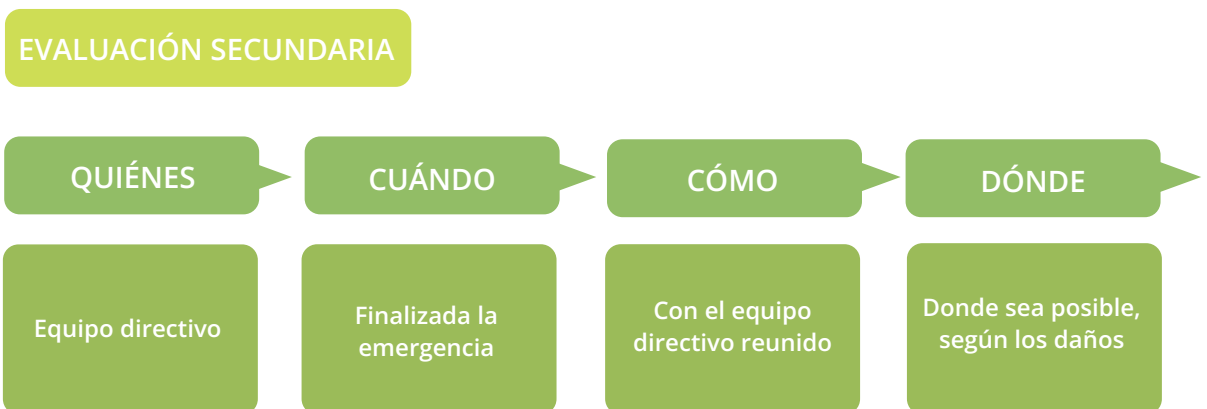 EVALUACIÓN SECUNDARIA
QUIÉNES
CUÁNDO
CÓMO
DÓNDE
Equipo directivo
Finalizada la
emergencia
Con el equipo
directivo reunido
Donde sea posible,
según los daños